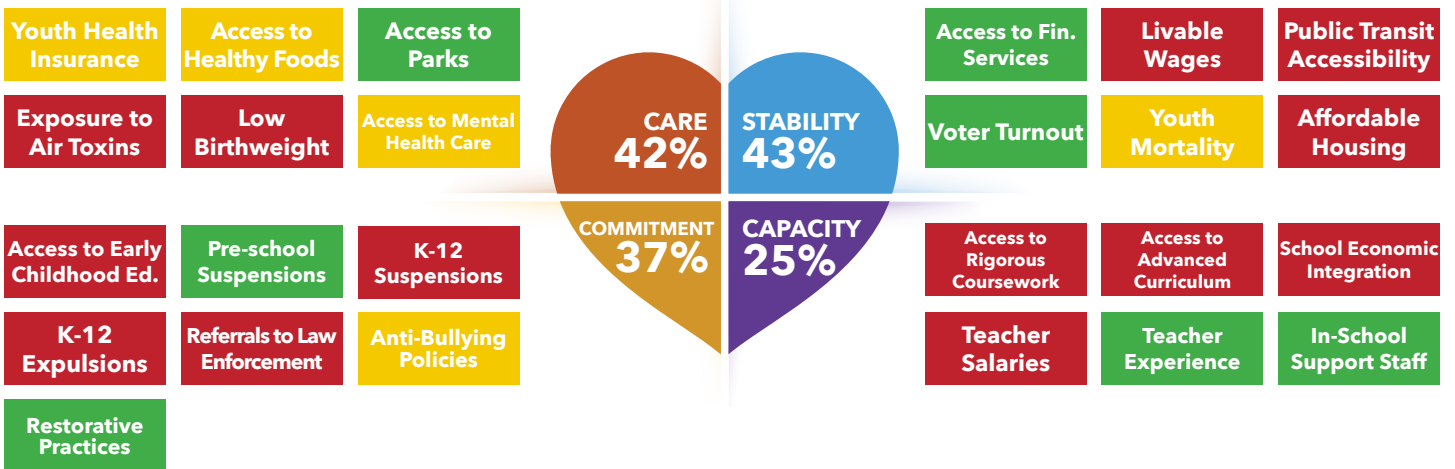 Youth Health
Insurance
Access to
Healthy Foods
Access to
Parks
Exposure to
Air Toxins
Low
Birthweight
Access to Mental
Health Care
CARE
42%
STABILITY
43%
Access to Fin.
Services
Livable
Wages
Public Transit
Accessibility
Voter Turnout
Youth
Mortality
Affordable
Housing
Access to Early
Childhood Ed.
Pre-school
Suspensions
K-12
Suspensions
K-12
Expulsions
Referrals to Law
Enforcement
Anti-Bullying
Policies
Restorative
Practices
COMMITMENT
37%
CAPACITY
25%
Access to
Rigorous
Coursework
Access to
Advanced
Curriculum
School Economic
Integration
Teacher
Salaries
Teacher
Experience
In-School
Support Staff